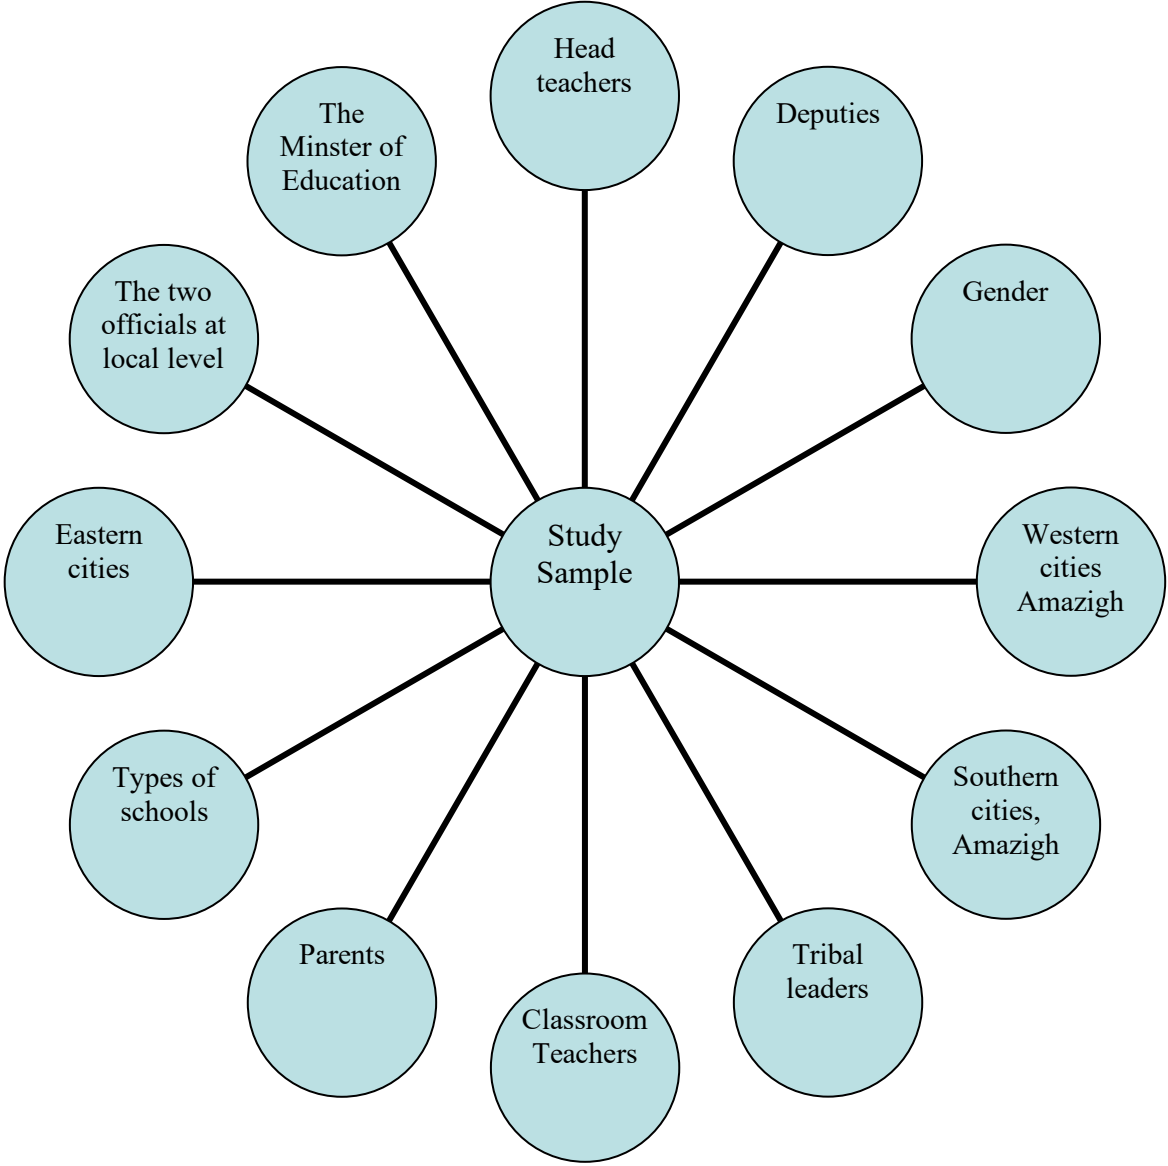 Head
teachers
Deputies
Gender
Western
cities
Amazigh
Southern
cities,
Amazigh
Tribal
leaders
Classroom
Teachers
Parents
Types of
schools
Eastern
cities
The two
officials at
local level
The
Minster of
Education
Study
Sample